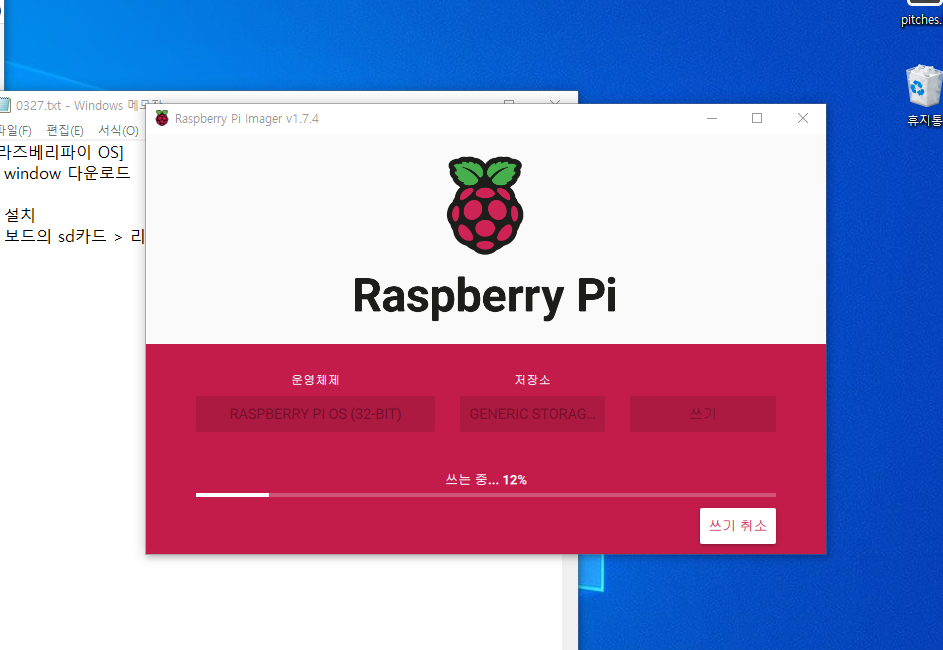 pitches.
휴지통
0327.txt - Windows 메모장
파일(F) 편집(E) 서식(O)
라즈베리파이 OS]
window 다운로드
설치
보드의 sd카드 > 리
Raspberry Pi Imager v1.7.4
Raspberry Pi
운영체제
저장소
RASPBERRY PI OS (32-BIT)
GENERIC STORAG...
쓰기
쓰는 중... 12%
쓰기 취소